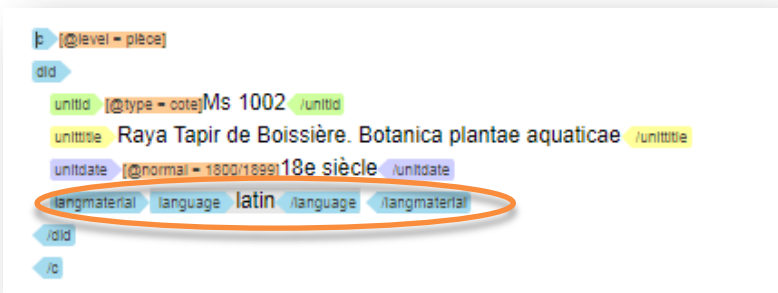 c [@level = pièce]
did
unitid [@type = cote]Ms 1002 /unitid
unittitle Raya Tapir de Boissière. Botanica plantae aquaticae /unittitle
unitdate [@normal = 1800/1899]18e siècle /unitdate
langmaterial language latin /language /langmaterial
/did
/c